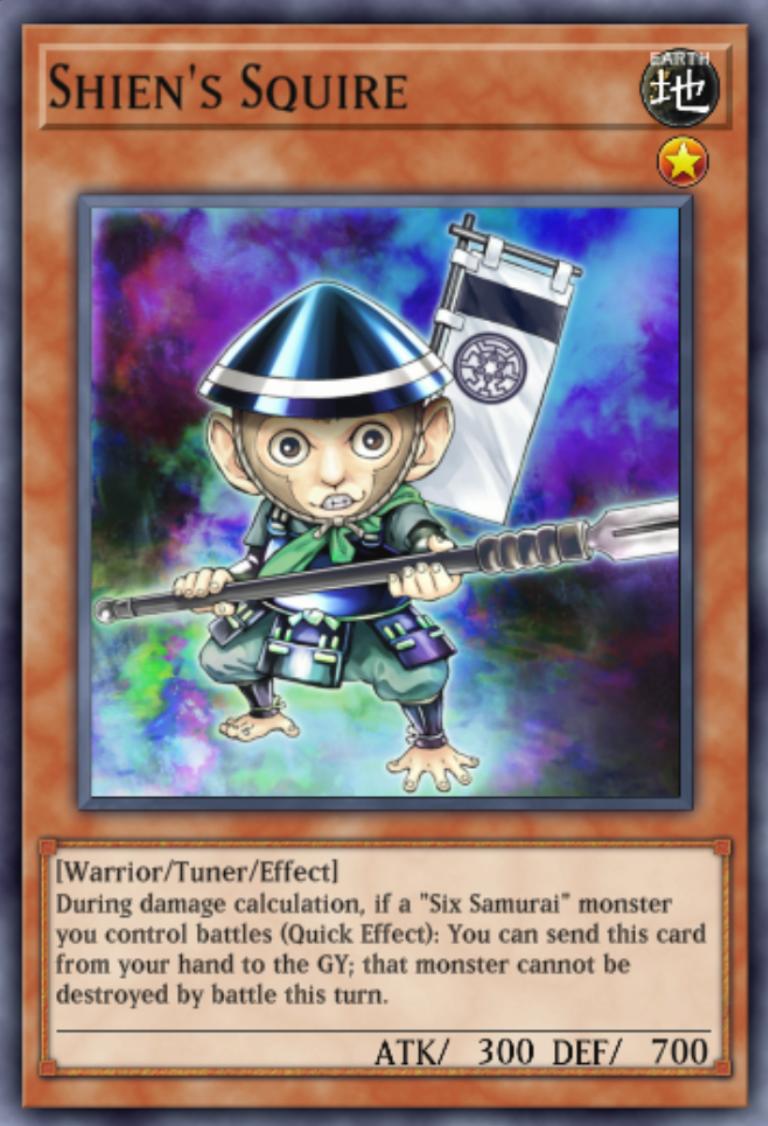 Shien's Squire
EARTH
地
[Warrior/Tuner/Effect]
During damage calculation, if a "Six Samurai" monster
you control battles (Quick Effect): You can send this card
from your hand to the GY; that monster cannot be
destroyed by battle this turn.
ATK/ 300 DEF/ 700